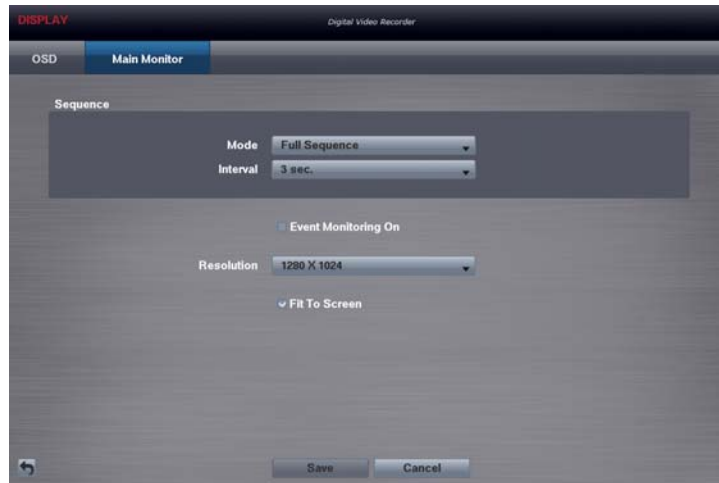 DISPLAY
Digital Video Recorder
OSD Main Monitor
Sequence
Mode Full Sequence
Interval 3 sec.
Event Monitoring On
Resolution 1280 X 1024
Fit To Screen
Save Cancel